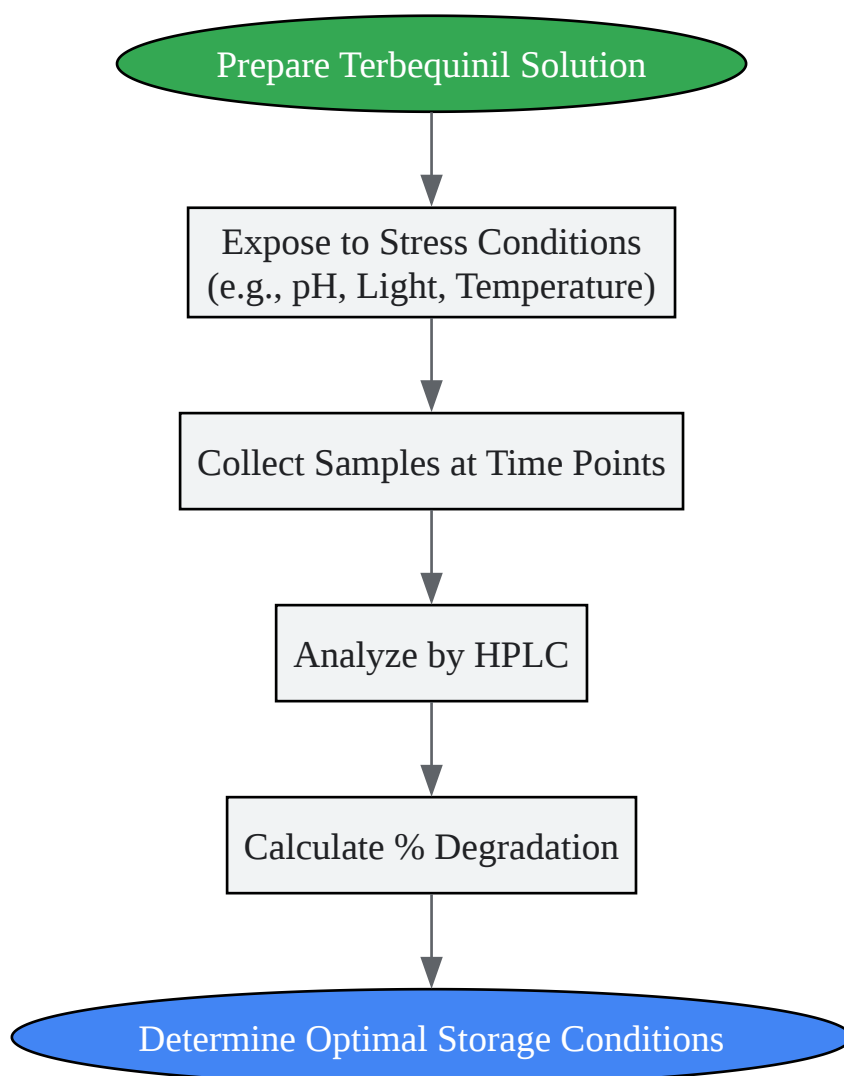 Prepare Terbequinil Solution
Expose to Stress Conditions
(e.g., pH, Light, Temperature)
Collect Samples at Time Points
Analyze by HPLC
Calculate % Degradation
Determine Optimal Storage Conditions